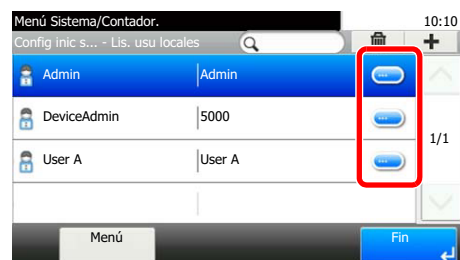 Menú Sistema/Contador. 10:10
Config inic s... - Lis. usu locales
Admin Admin
DeviceAdmin 5000
1/1
User A User A
Menú Fin